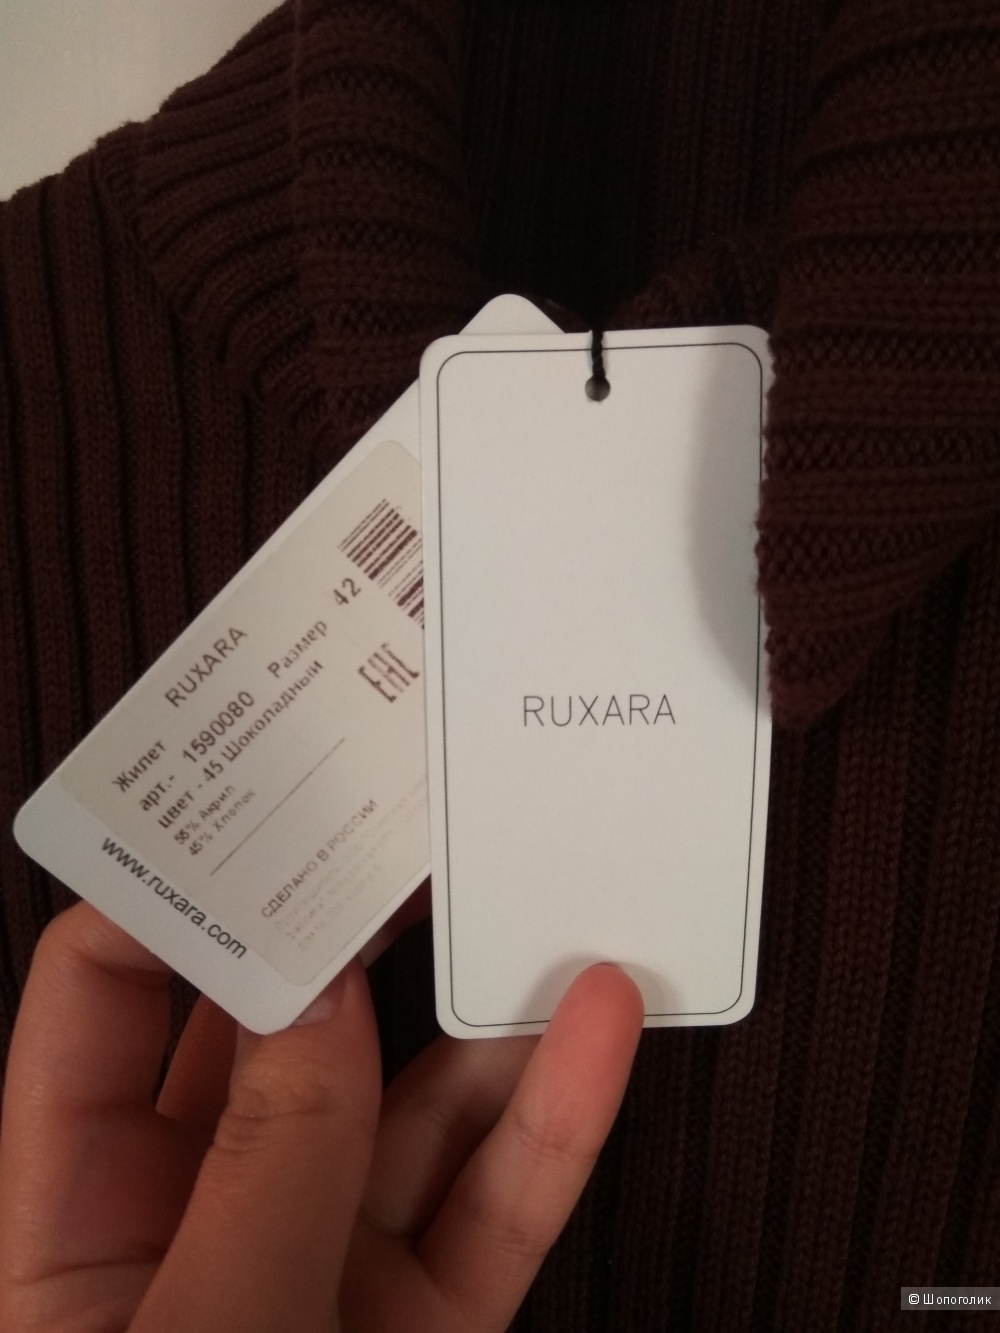 RUXARA
Жилет
арт.- 1590080 Размер 42
цвет - 45 Шоколадный
55% Акрил
45% Хлопок
EAC
СДЕЛАНО В РОССИИ
www.ruxara.com
RUXARA
© Шопоголик